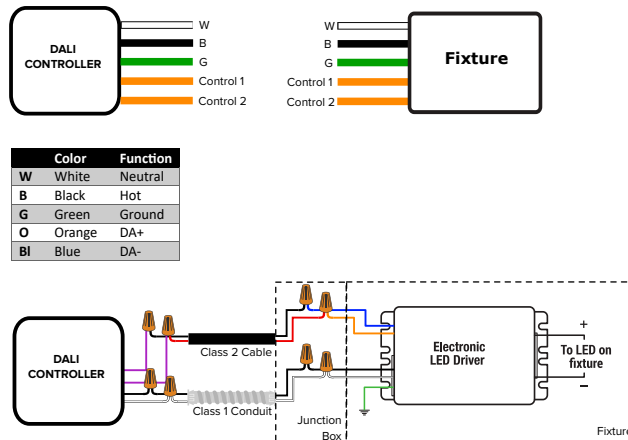 DALI
CONTROLLER
W
B
G
Control 1
Control 2
W
B
G
Control 1
Control 2
Fixture
Color Function
W White Neutral
B Black Hot
G Green Ground
O Orange DA+
Bl Blue DA-
DALI
CONTROLLER
Class 2 Cable
Class 1 Conduit
Junction
Box
Electronic
LED Driver
+
To LED on
fixture
–
Fixture